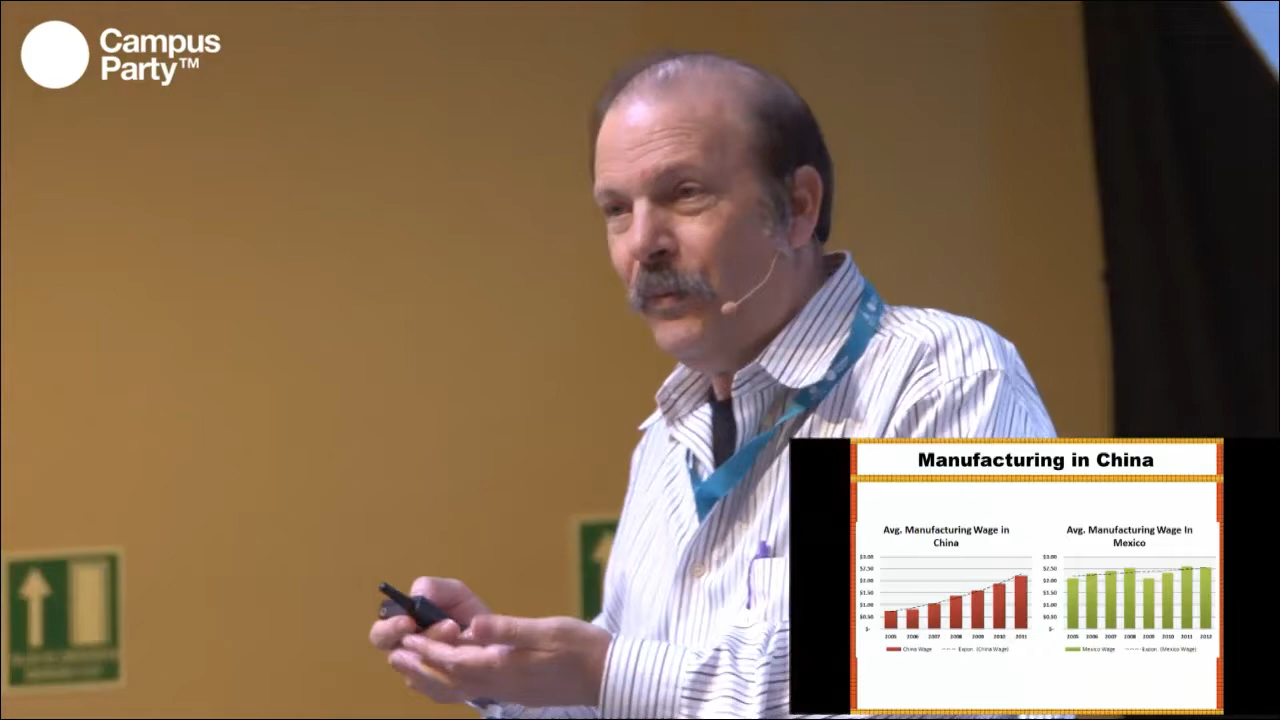 Campus
Party™
Manufacturing in China
Avg. Manufacturing Wage in
China
$3.00
$2.50
$2.00
$1.50
$1.00
$0.50
$-
2005 2006 2007 2008 2009 2010 2011
China Wage Expon. (China Wage)
Avg. Manufacturing Wage In
Mexico
$3.00
$2.50
$2.00
$1.50
$1.00
$0.50
$-
2005 2006 2007 2008 2009 2010 2011 2012
Mexico Wage Expon. (Mexico Wage)